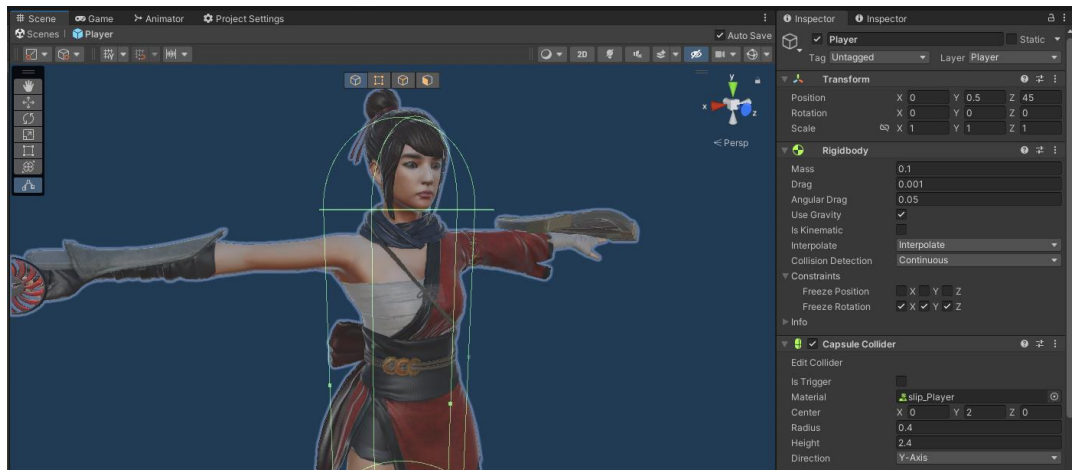 Scene Game Animator Project Settings
Scenes | Player Auto Save
2D
y
x
z
Persp
Inspector Inspector
Player Static
Tag Untagged Layer Player
Transform
Position X 0 Y 0.5 Z 45
Rotation X 0 Y 0 Z 0
Scale X 1 Y 1 Z 1
Rigidbody
Mass 0.1
Drag 0.001
Angular Drag 0.05
Use Gravity
Is Kinematic
Interpolate Interpolate
Collision Detection Continuous
Constraints
Freeze Position X Y Z
Freeze Rotation X Y Z
Info
Capsule Collider
Edit Collider
Is Trigger
Material slip_Player
Center X 0 Y 2 Z 0
Radius 0.4
Height 2.4
Direction Y-Axis